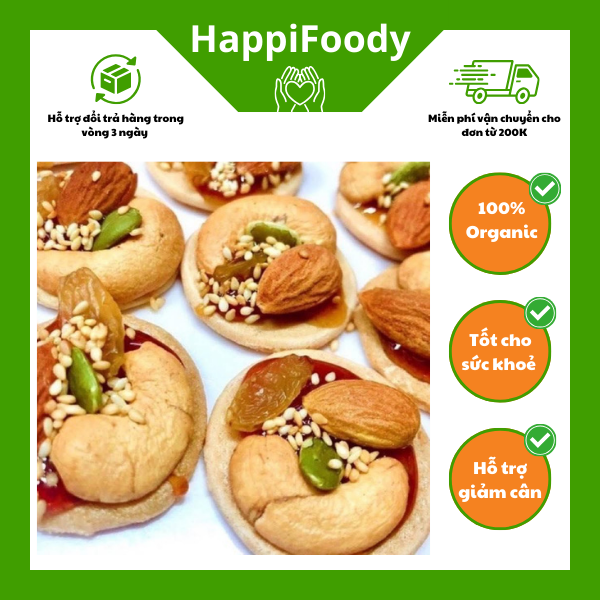 HappiFoody
Hỗ trợ đổi trả hàng trong
vòng 3 ngày
Miễn phí vận chuyển cho
đơn từ 200K
100%
Organic
Tốt cho
sức khoẻ
Hỗ trợ
giảm cân